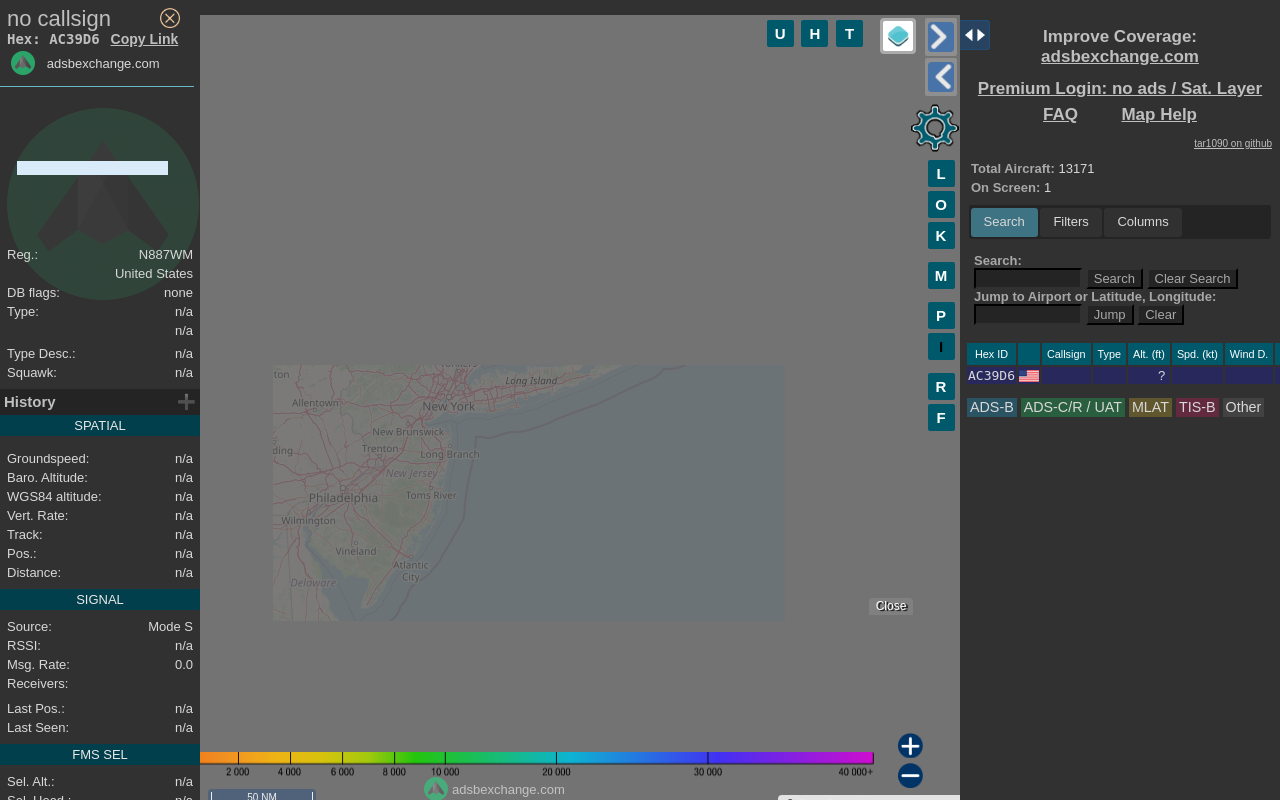 no callsign
Hex: AC39D6 Copy Link
adsbexchange.com
Reg.: N887WM
United States
DB flags: none
Type: n/a
n/a
Type Desc.: n/a
Squawk: n/a
History
SPATIAL
Groundspeed: n/a
Baro. Altitude: n/a
WGS84 altitude: n/a
Vert. Rate: n/a
Track: n/a
Pos.: n/a
Distance: n/a
SIGNAL
Source: Mode S
RSSI: n/a
Msg. Rate: 0.0
Receivers:
Last Pos.: n/a
Last Seen: n/a
FMS SEL
Sel. Alt.: n/a
U H T
L
O
K
M
P
I
R
F
ton
Long Island
Allentown
New York
New Brunswick
ding
Trenton
Long Branch
New Jersey
Philadelphia
Toms River
Wilmington
Vineland
Atlantic
City
Delaware
Close
2 000 4 000 6 000 8 000 10 000 20 000 30 000 40 000+
adsbexchange.com
50 NM
Improve Coverage:
adsbexchange.com
Premium Login: no ads / Sat. Layer
FAQ Map Help
tar1090 on github
Total Aircraft: 13171
On Screen: 1
Search Filters Columns
Search:
Search Clear Search
Jump to Airport or Latitude, Longitude:
Jump Clear
Hex ID Callsign Type Alt. (ft) Spd. (kt) Wind D.
AC39D6 ?
ADS-B ADS-C/R / UAT MLAT TIS-B Other